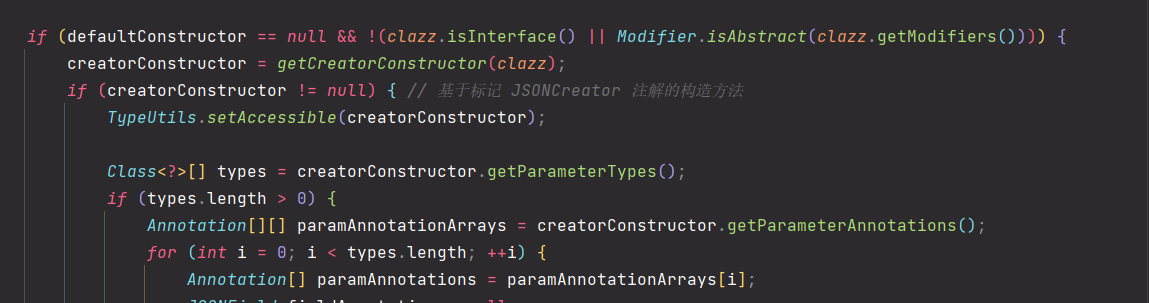 if (defaultConstructor == null && !(clazz.isInterface() || Modifier.isAbstract(clazz.getModifiers()))) {
creatorConstructor = getCreatorConstructor(clazz);
if (creatorConstructor != null) { // 基于标记 JSONCreator 注解的构造方法
TypeUtils.setAccessible(creatorConstructor);
Class<?>[] types = creatorConstructor.getParameterTypes();
if (types.length > 0) {
Annotation[][] paramAnnotationArrays = creatorConstructor.getParameterAnnotations();
for (int i = 0; i < types.length; ++i) {
Annotation[] paramAnnotations = paramAnnotationArrays[i];